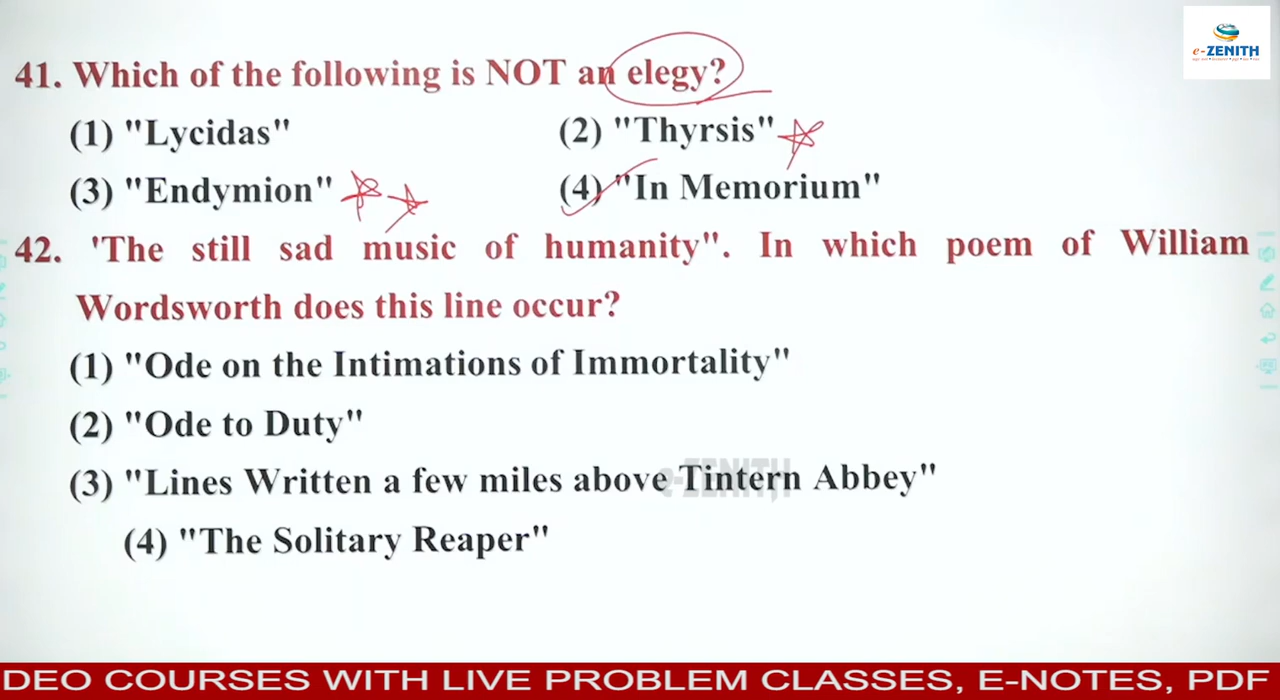 e-ZENITH
41. Which of the following is NOT an elegy?
(1) "Lycidas" (2) "Thyrsis"
(3) "Endymion" (4) "In Memorium"
42. 'The still sad music of humanity". In which poem of William
Wordsworth does this line occur?
(1) "Ode on the Intimations of Immortality"
(2) "Ode to Duty"
(3) "Lines Written a few miles above Tintern Abbey"
e-ZENITH
(4) "The Solitary Reaper"
DEO COURSES WITH LIVE PROBLEM CLASSES, E-NOTES, PDF